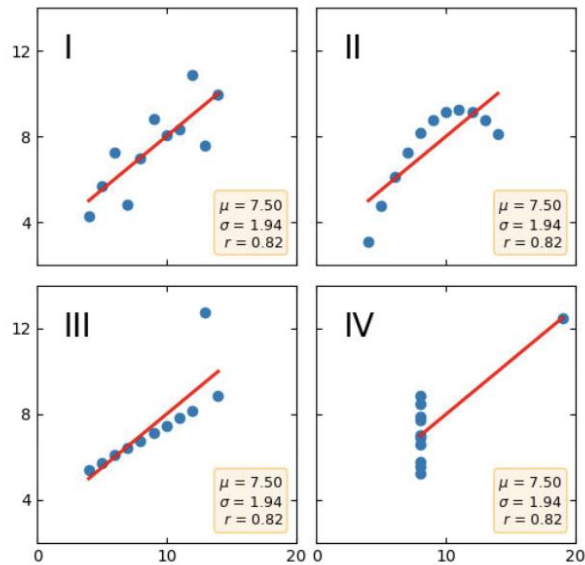 I
II
12
8
4
μ = 7.50
σ = 1.94
r = 0.82
μ = 7.50
σ = 1.94
r = 0.82
III
IV
12
8
4
μ = 7.50
σ = 1.94
r = 0.82
μ = 7.50
σ = 1.94
r = 0.82
0
10
20
0
10
20